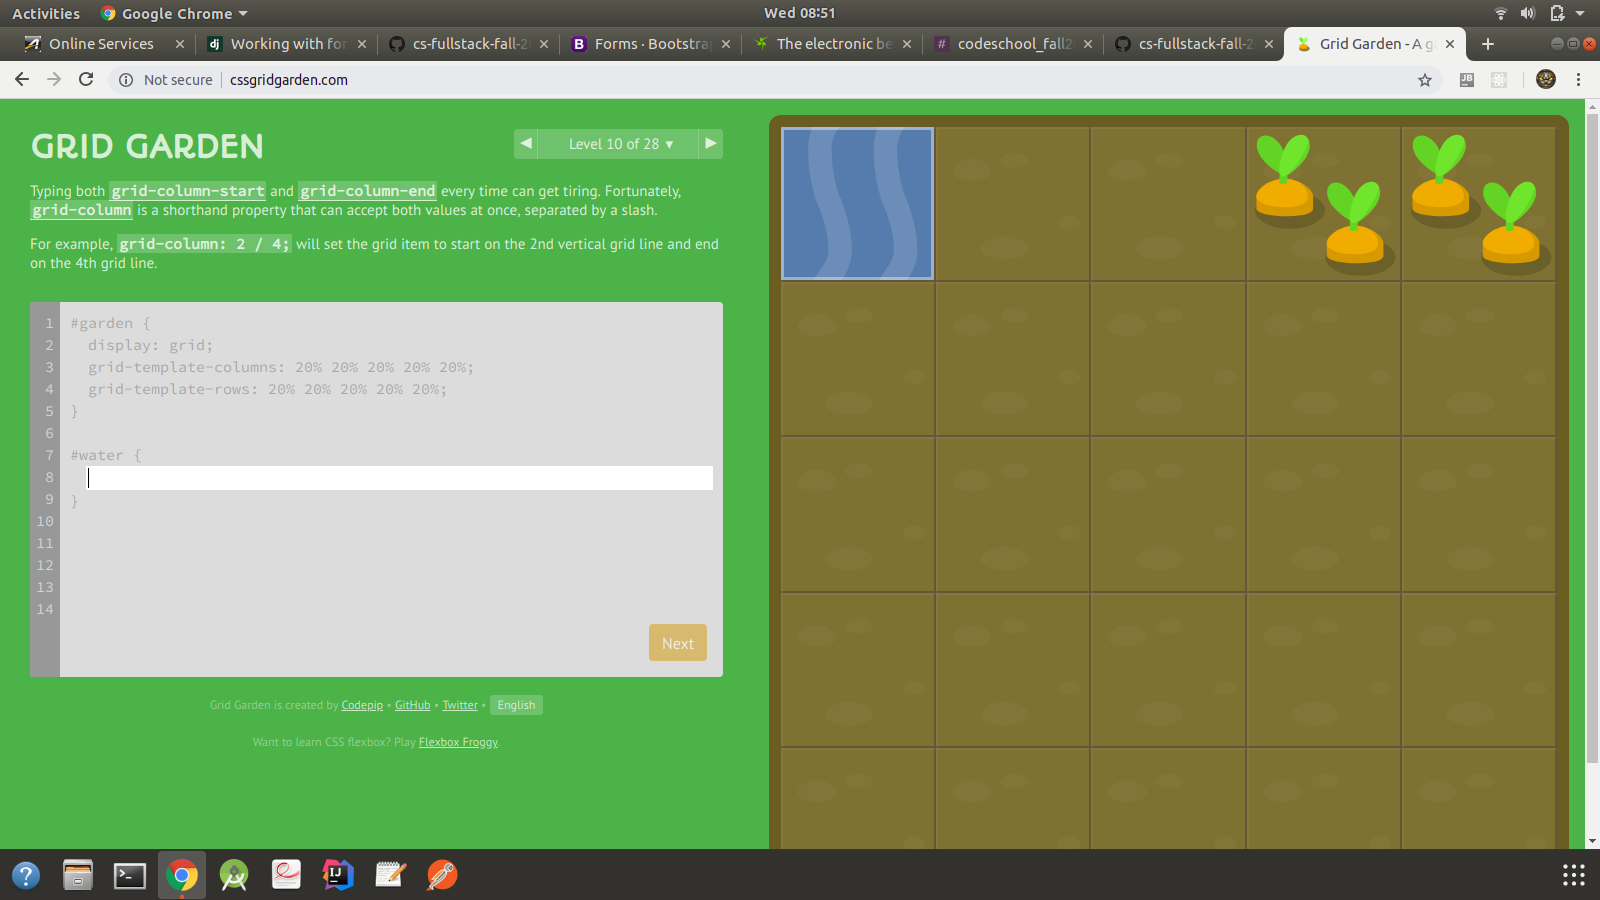 Activities Google Chrome ▾ Wed 08:51
Online Services × Working with for × cs-fullstack-fall-2 × Forms · Bootstra × The electronic be × codeschool_fall2 × cs-fullstack-fall-2 × Grid Garden - A g × +
Not secure cssgridgarden.com
GRID GARDEN
◀ Level 10 of 28 ▾ ▶
Typing both grid-column-start and grid-column-end every time can get tiring. Fortunately,
grid-column is a shorthand property that can accept both values at once, separated by a slash.
For example, grid-column: 2 / 4; will set the grid item to start on the 2nd vertical grid line and end
on the 4th grid line.
1 #garden {
2 display: grid;
3 grid-template-columns: 20% 20% 20% 20% 20%;
4 grid-template-rows: 20% 20% 20% 20% 20%;
5 }
6
7 #water {
8
9 }
10
11
12
13
14
Next
Grid Garden is created by Codepip • GitHub • Twitter • English
Want to learn CSS flexbox? Play Flexbox Froggy.